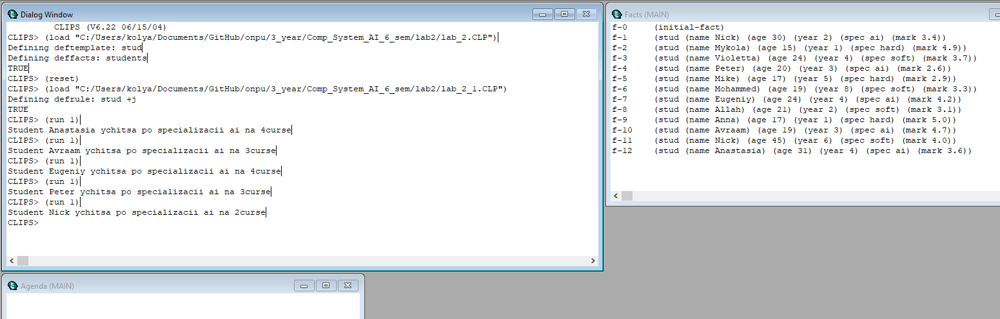 Dialog Window
CLIPS (V6.22 06/15/04)
CLIPS> (load "C:/Users/kolya/Documents/GitHub/onpu/3_year/Comp_System_AI_6_sem/lab2/lab_2.CLP")
Defining deftemplate: stud
Defining deffacts: students
TRUE
CLIPS> (reset)
CLIPS> (load "C:/Users/kolya/Documents/GitHub/onpu/3_year/Comp_System_AI_6_sem/lab2/lab_2_1.CLP")
Defining defrule: stud +j
TRUE
CLIPS> (run 1)
Student Anastasia ychitsa po specializacii ai na 4curse
CLIPS> (run 1)
Student Avraam ychitsa po specializacii ai na 3curse
CLIPS> (run 1)
Student Eugeniy ychitsa po specializacii ai na 4curse
CLIPS> (run 1)
Student Peter ychitsa po specializacii ai na 3curse
CLIPS> (run 1)
Student Nick ychitsa po specializacii ai na 2curse
CLIPS>
Facts (MAIN)
f-0 (initial-fact)
f-1 (stud (name Nick) (age 30) (year 2) (spec ai) (mark 3.4))
f-2 (stud (name Mykola) (age 15) (year 1) (spec hard) (mark 4.9))
f-3 (stud (name Violetta) (age 24) (year 4) (spec soft) (mark 3.7))
f-4 (stud (name Peter) (age 20) (year 3) (spec ai) (mark 2.6))
f-5 (stud (name Mike) (age 17) (year 5) (spec hard) (mark 2.9))
f-6 (stud (name Mohammed) (age 19) (year 8) (spec soft) (mark 3.3))
f-7 (stud (name Eugeniy) (age 24) (year 4) (spec ai) (mark 4.2))
f-8 (stud (name Allah) (age 21) (year 2) (spec soft) (mark 3.1))
f-9 (stud (name Anna) (age 17) (year 1) (spec hard) (mark 5.0))
f-10 (stud (name Avraam) (age 19) (year 3) (spec ai) (mark 4.7))
f-11 (stud (name Nick) (age 45) (year 6) (spec soft) (mark 4.0))
f-12 (stud (name Anastasia) (age 31) (year 4) (spec ai) (mark 3.6))
Agenda (MAIN)